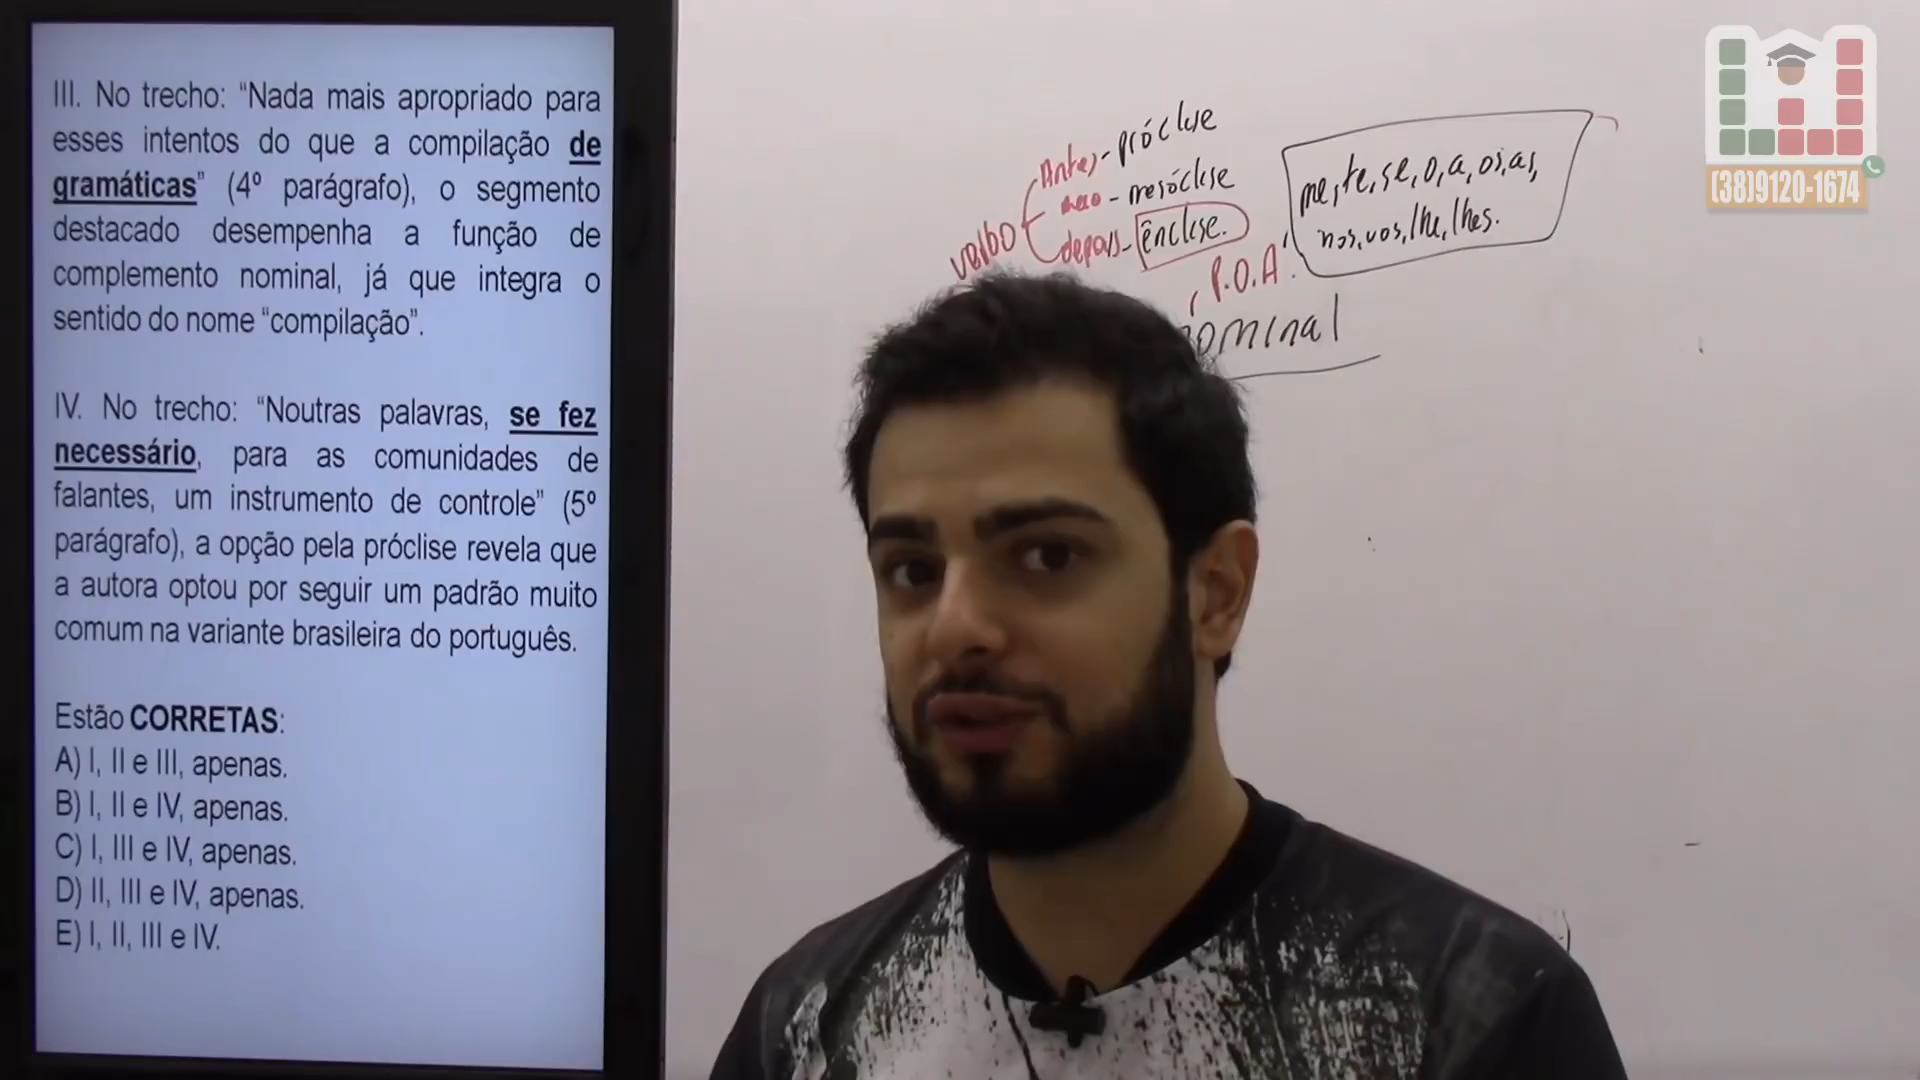 III. No trecho: “Nada mais apropriado para
esses intentos do que a compilação de
gramáticas” (4º parágrafo), o segmento
destacado desempenha a função de
complemento nominal, já que integra o
sentido do nome “compilação”.
IV. No trecho: “Noutras palavras, se fez
necessário, para as comunidades de
falantes, um instrumento de controle” (5º
parágrafo), a opção pela próclise revela que
a autora optou por seguir um padrão muito
comum na variante brasileira do português.
Estão CORRETAS:
A) I, II e III, apenas.
B) I, II e IV, apenas.
C) I, III e IV, apenas.
D) II, III e IV, apenas.
E) I, II, III e IV.
verbo
Antes - próclise
meio - mesóclise
depois - ênclise.
P.O.A.
me, te, se, o, a, os, as,
nos, vos, lhe, lhes.
nominal
(38)9120-1674